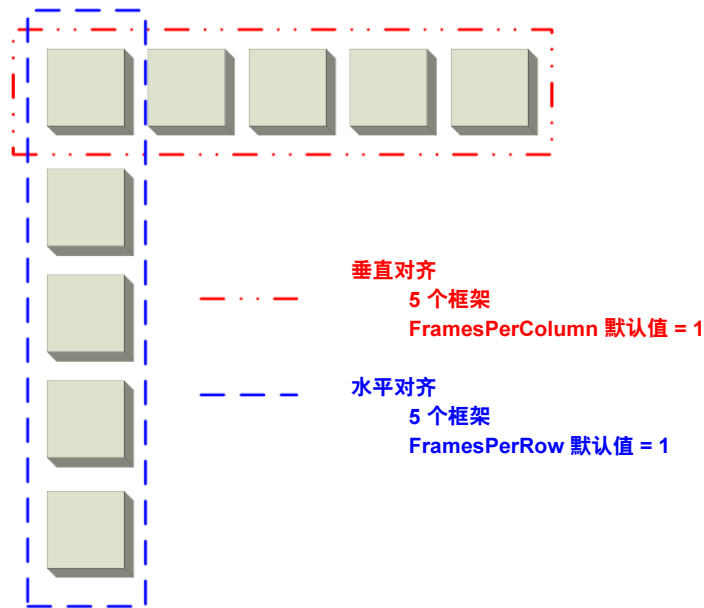 垂直对齐
5 个框架
FramesPerColumn 默认值 = 1
水平对齐
5 个框架
FramesPerRow 默认值 = 1